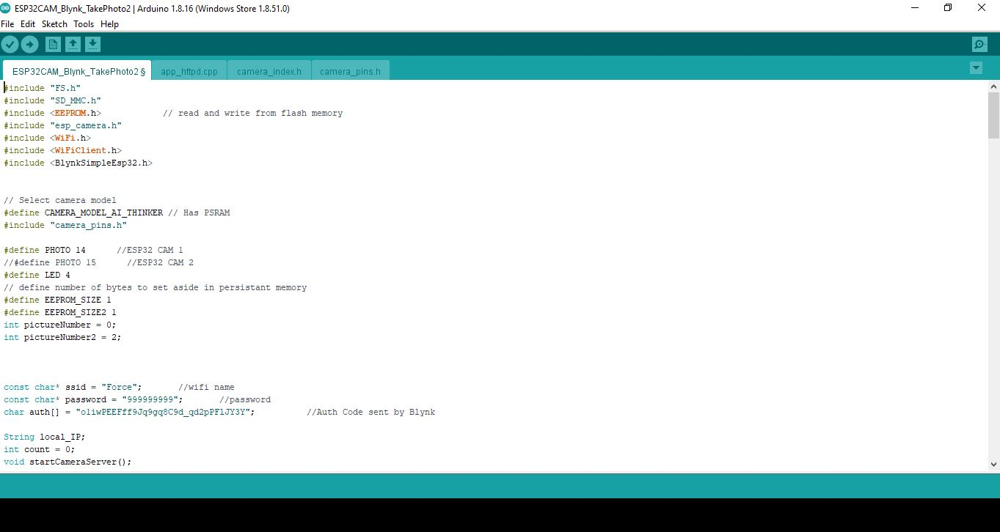 ESP32CAM_Blynk_TakePhoto2 | Arduino 1.8.16 (Windows Store 1.8.51.0)
File Edit Sketch Tools Help
ESP32CAM_Blynk_TakePhoto2 § app_httpd.cpp camera_index.h camera_pins.h
#include "FS.h"
#include "SD_MMC.h"
#include <EEPROM.h> // read and write from flash memory
#include "esp_camera.h"
#include <WiFi.h>
#include <WiFiClient.h>
#include <BlynkSimpleEsp32.h>
// Select camera model
#define CAMERA_MODEL_AI_THINKER // Has PSRAM
#include "camera_pins.h"
#define PHOTO 14 //ESP32 CAM 1
//#define PHOTO 15 //ESP32 CAM 2
#define LED 4
// define number of bytes to set aside in persistant memory
#define EEPROM_SIZE 1
#define EEPROM_SIZE2 1
int pictureNumber = 0;
int pictureNumber2 = 2;
const char* ssid = "Force"; //wifi name
const char* password = "999999999"; //password
char auth[] = "oliwPEEFff9Jq9gq8C9d_qd2pPFlJY3Y"; //Auth Code sent by Blynk
String local_IP;
int count = 0;
void startCameraServer();